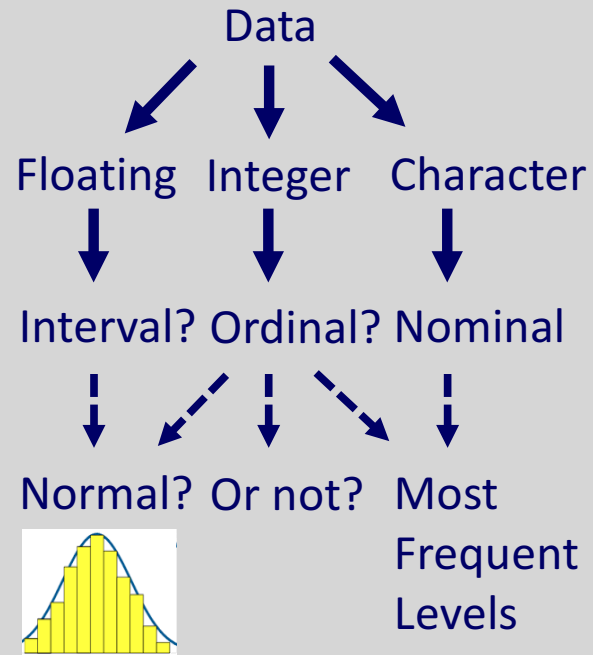 Data
Floating Integer Character
Interval? Ordinal? Nominal
Normal? Or not? Most
Frequent
Levels